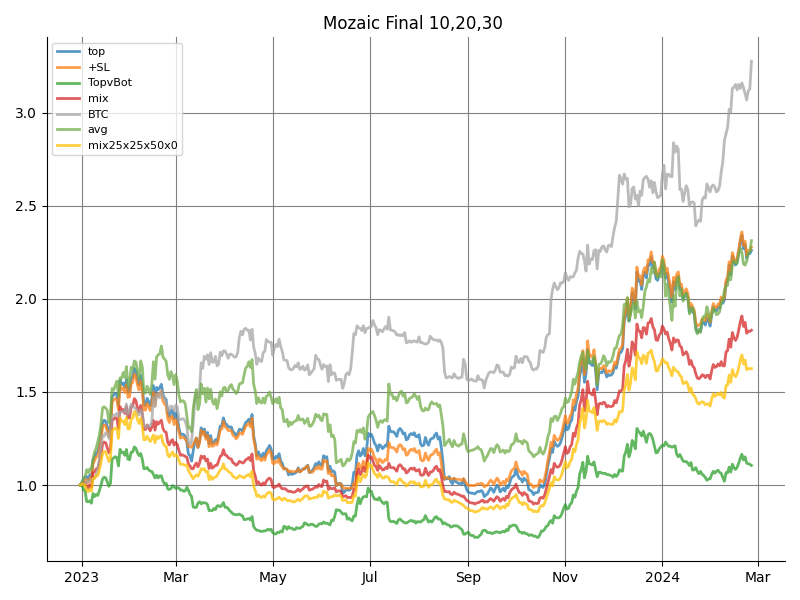 Mozaic Final 10,20,30
top
+SL
TopvBot
mix
BTC
avg
mix25x25x50x0
3.0
2.5
2.0
1.5
1.0
2023 Mar May Jul Sep Nov 2024 Mar